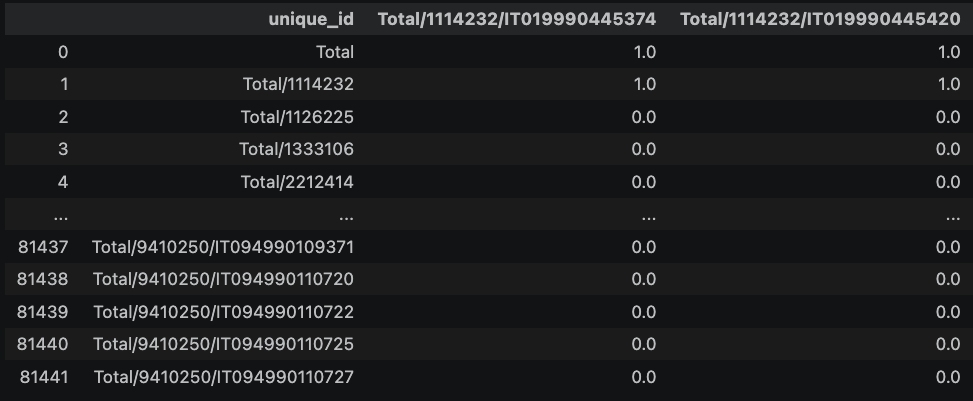 unique_id Total/1114232/IT019990445374 Total/1114232/IT019990445420
0 Total 1.0 1.0
1 Total/1114232 1.0 1.0
2 Total/1126225 0.0 0.0
3 Total/1333106 0.0 0.0
4 Total/2212414 0.0 0.0
... ... ... ...
81437 Total/9410250/IT094990109371 0.0 0.0
81438 Total/9410250/IT094990110720 0.0 0.0
81439 Total/9410250/IT094990110722 0.0 0.0
81440 Total/9410250/IT094990110725 0.0 0.0
81441 Total/9410250/IT094990110727 0.0 0.0